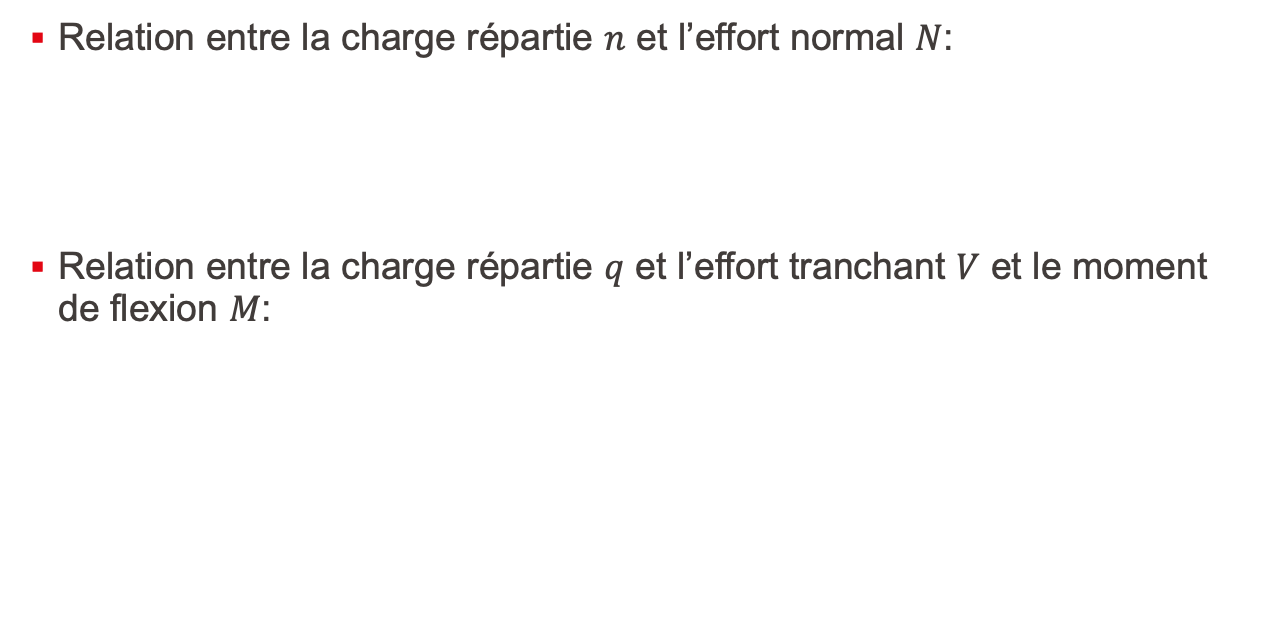 ▪ Relation entre la charge répartie n et l’effort normal N:
▪ Relation entre la charge répartie q et l’effort tranchant V et le moment
de flexion M: